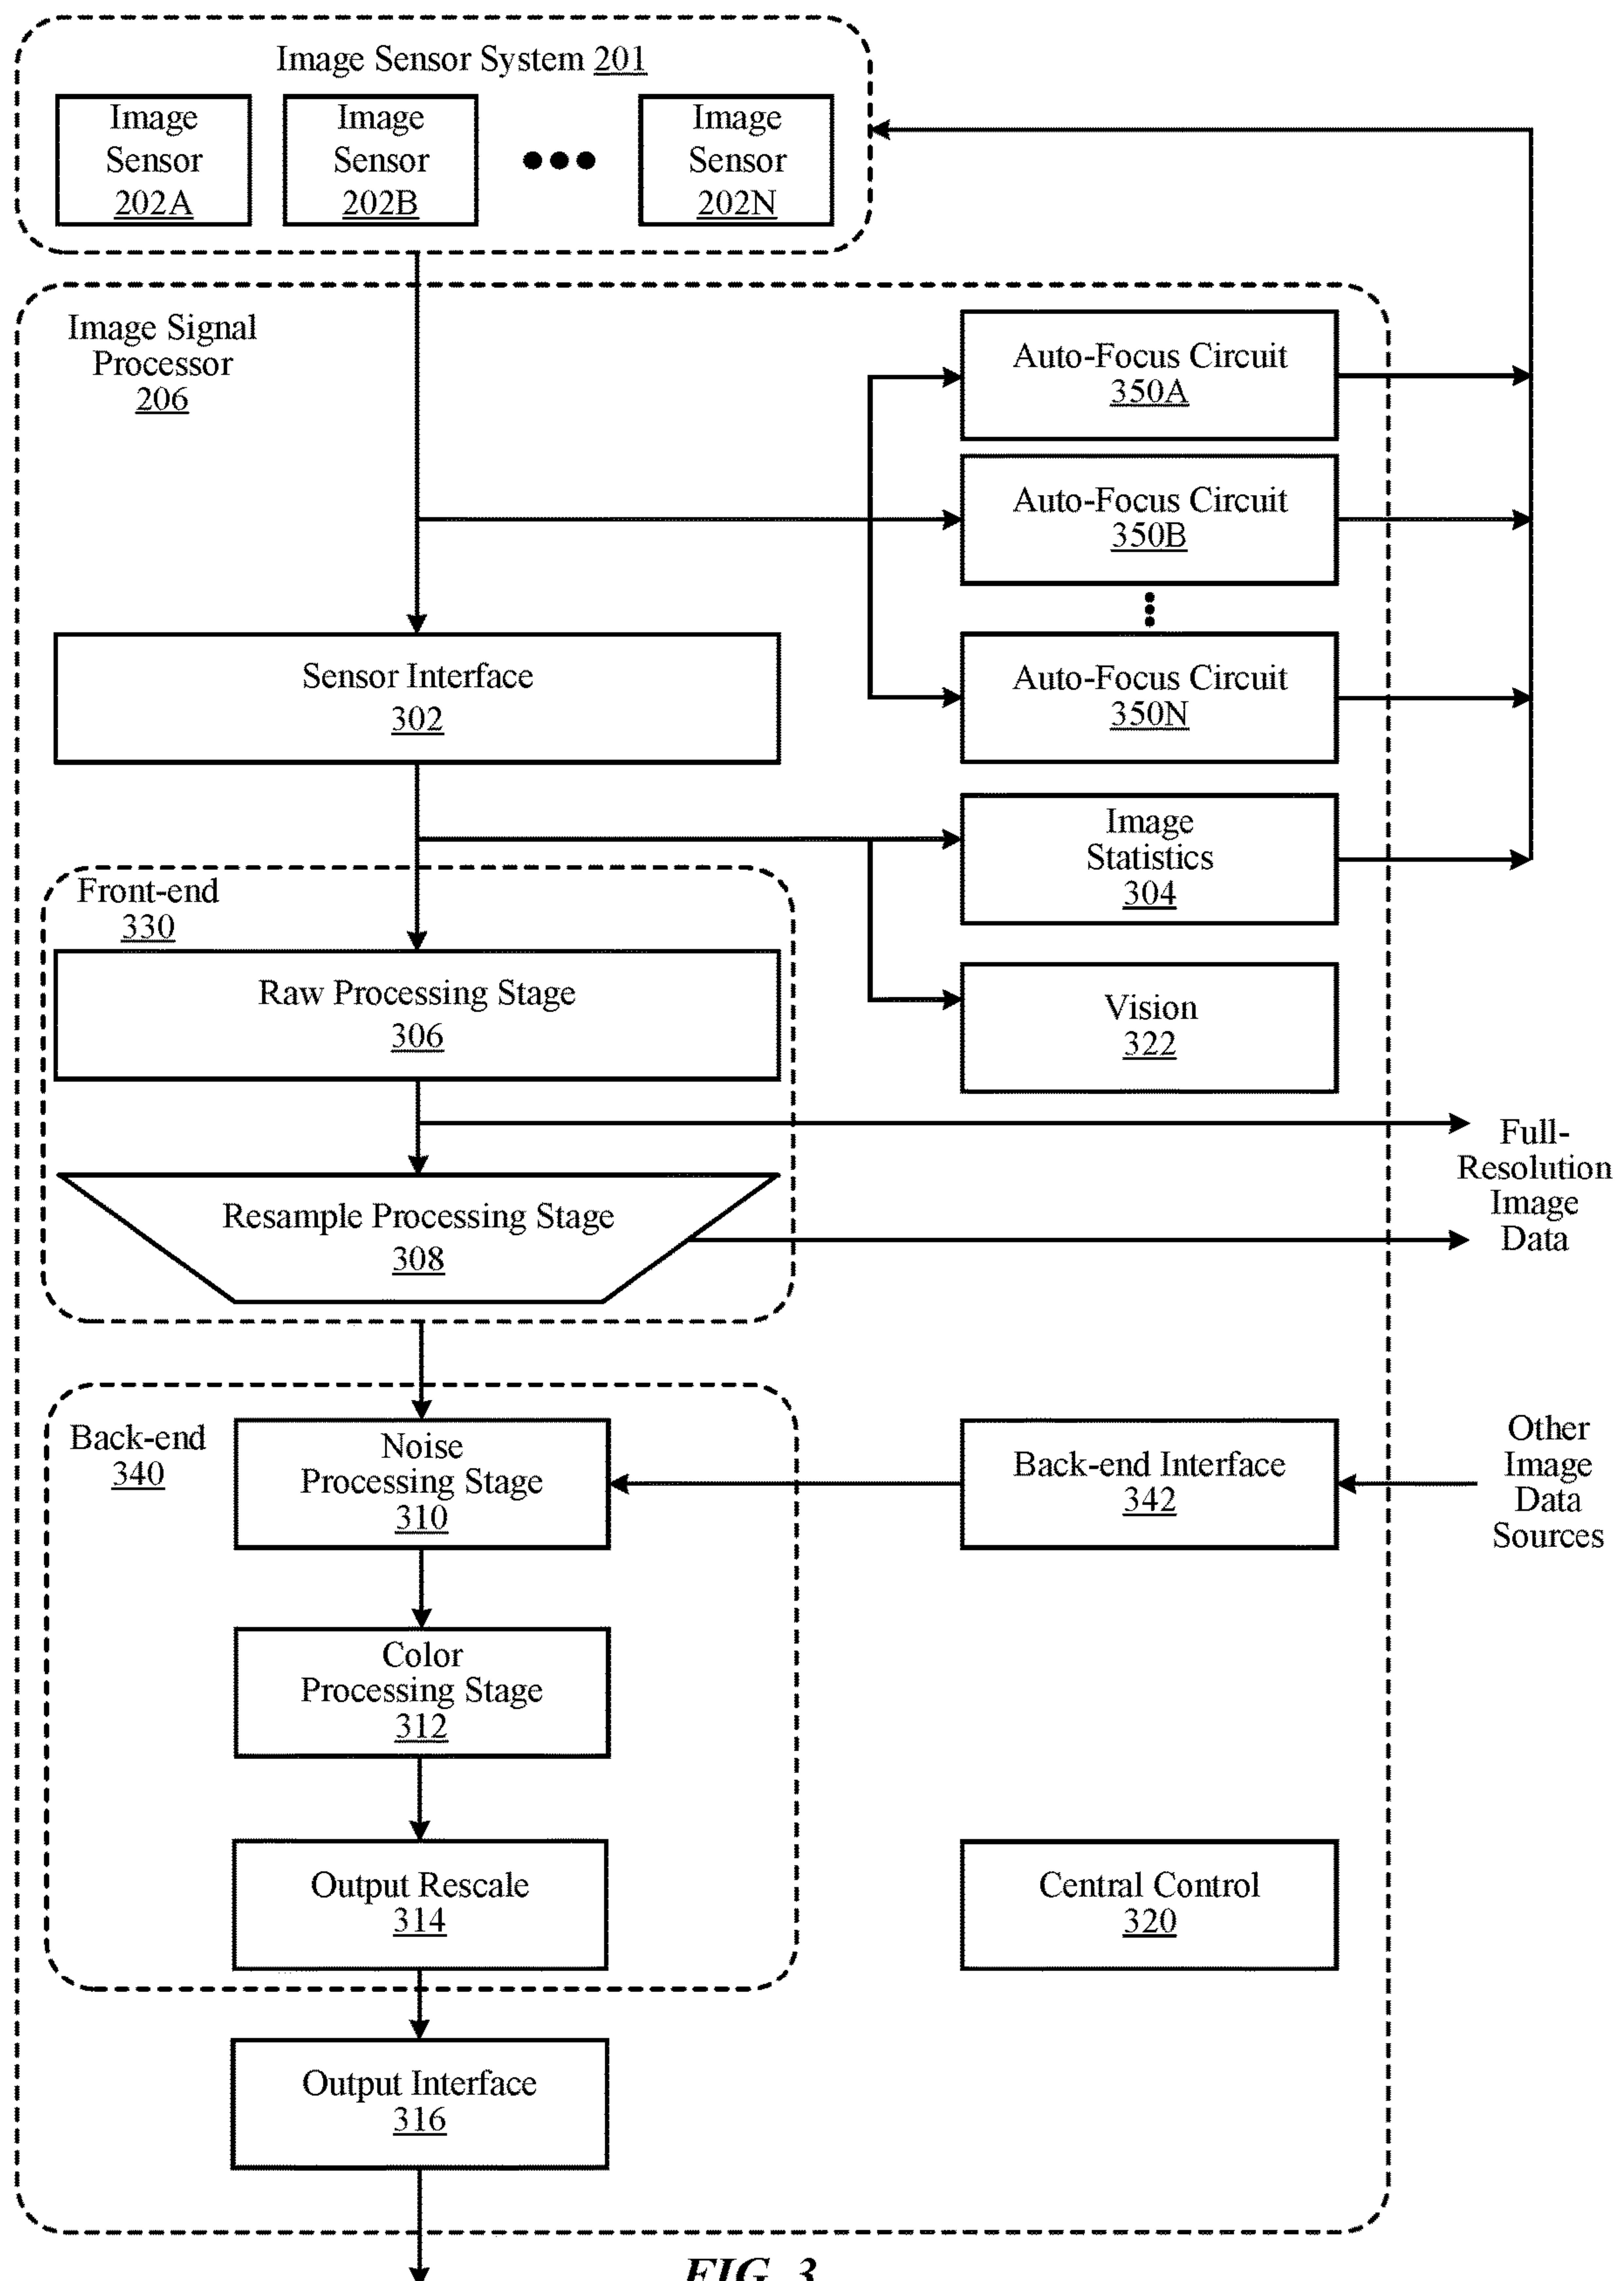 Image Sensor System 201
Image
Sensor
202A
Image
Sensor
202B
Image
Sensor
202N
Image Signal
Processor
206
Auto-Focus Circuit
350A
Auto-Focus Circuit
350B
Auto-Focus Circuit
350N
Sensor Interface
302
Image
Statistics
304
Front-end
330
Raw Processing Stage
306
Vision
322
Full-
Resolution
Image
Data
Resample Processing Stage
308
Back-end
340
Noise
Processing Stage
310
Back-end Interface
342
Other
Image
Data
Sources
Color
Processing Stage
312
Output Rescale
314
Central Control
320
Output Interface
316
FIG. 3